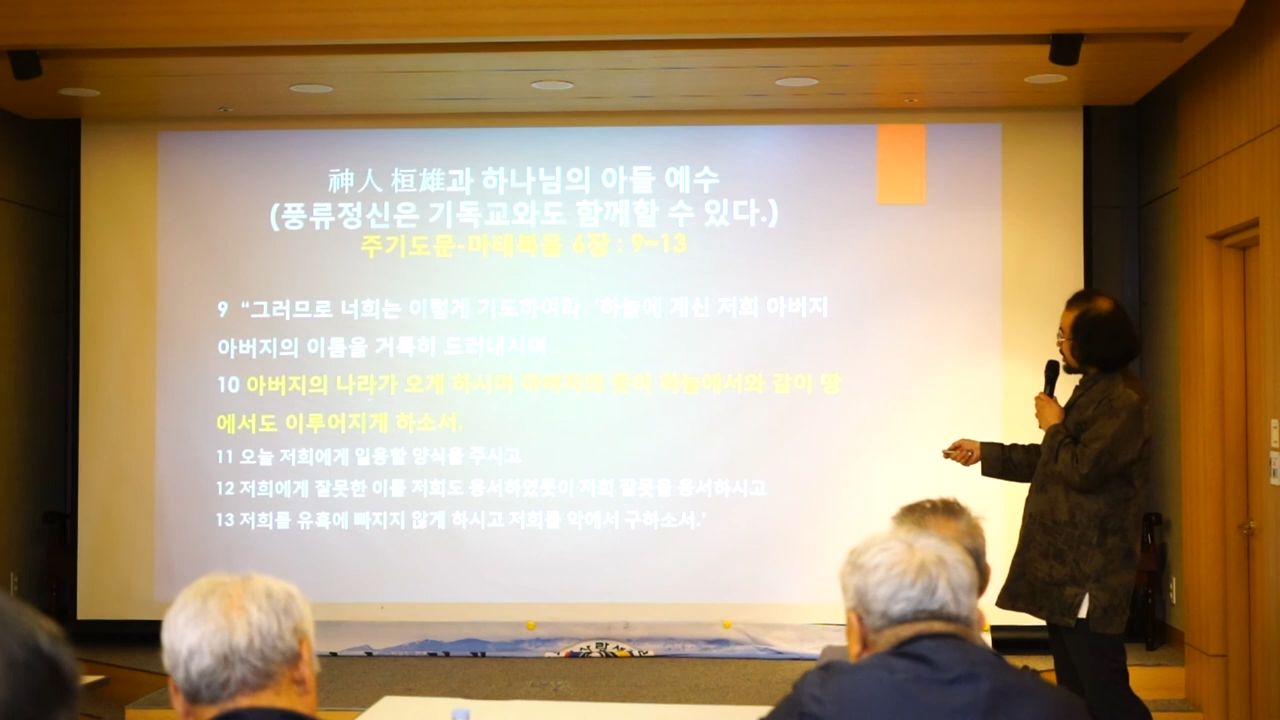 神人 桓雄과 하나님의 아들 예수
(풍류정신은 기독교와도 함께할 수 있다.)
주기도문-마태복음 6장 : 9~13
9 “그러므로 너희는 이렇게 기도하여라. ‘하늘에 계신 저희 아버지
아버지의 이름을 거룩히 드러내시며
10 아버지의 나라가 오게 하시며 아버지의 뜻이 하늘에서와 같이 땅
에서도 이루어지게 하소서.
11 오늘 저희에게 일용할 양식을 주시고
12 저희에게 잘못한 이를 저희도 용서하였듯이 저희 잘못을 용서하시고
13 저희를 유혹에 빠지지 않게 하시고 저희를 악에서 구하소서.’